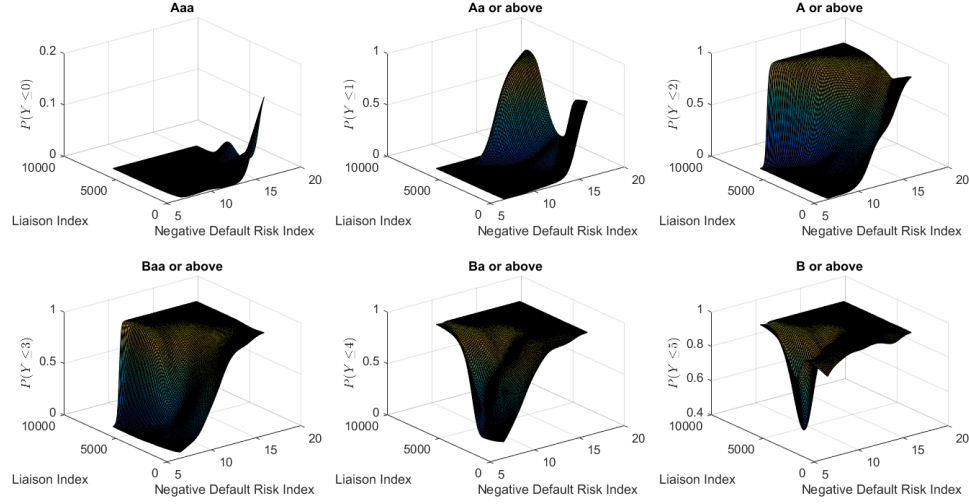 Aaa
0.2
0.1
0
P(Y ≤0)
10000
5000
0
5
10
15
20
Liaison Index
Negative Default Risk Index
Aa or above
1
0.5
0
P(Y ≤1)
10000
5000
0
5
10
15
20
Liaison Index
Negative Default Risk Index
A or above
1
0.5
0
P(Y ≤2)
10000
5000
0
5
10
15
20
Liaison Index
Negative Default Risk Index
Baa or above
1
0.5
0
P(Y ≤3)
10000
5000
0
5
10
15
20
Liaison Index
Negative Default Risk Index
Ba or above
1
0.5
0
P(Y ≤4)
10000
5000
0
5
10
15
20
Liaison Index
Negative Default Risk Index
B or above
1
0.8
0.6
0.4
P(Y ≤5)
10000
5000
0
5
10
15
20
Liaison Index
Negative Default Risk Index